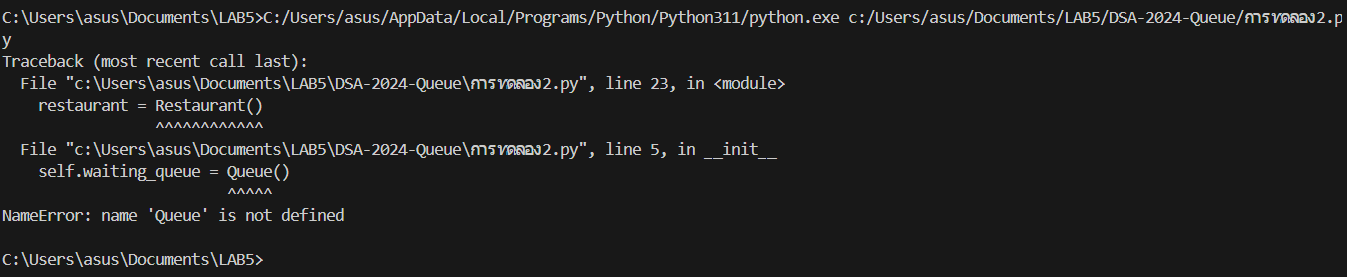 C:\Users\asus\Documents\LAB5>C:/Users/asus/AppData/Local/Programs/Python/Python311/python.exe c:/Users/asus/Documents/LAB5/DSA-2024-Queue/การทดลอง2.p
y
Traceback (most recent call last):
  File "c:\Users\asus\Documents\LAB5\DSA-2024-Queue\การทดลอง2.py", line 23, in <module>
    restaurant = Restaurant()
                 ^^^^^^^^^^^^
  File "c:\Users\asus\Documents\LAB5\DSA-2024-Queue\การทดลอง2.py", line 5, in __init__
    self.waiting_queue = Queue()
                         ^^^^^
NameError: name 'Queue' is not defined
C:\Users\asus\Documents\LAB5>